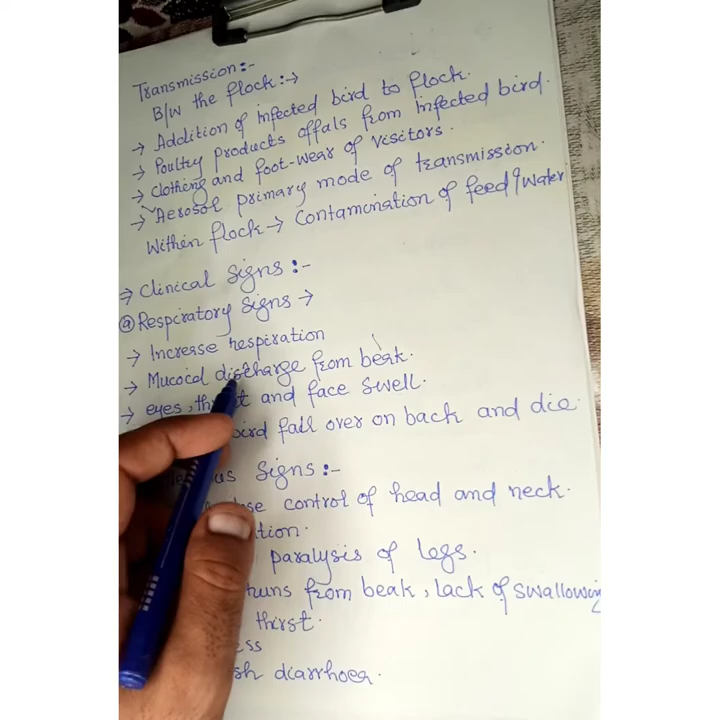 Transmission:-
B/w the flock:→
→ Addition of infected bird to flock.
→ Poultry products offals from infected bird.
→ Clothing and foot-wear of visitors.
→ Aerosol primary mode of transmission.
Within flock → Contamination of feed & water
→ Clinical Signs :-
ⓐ Respiratory Signs →
→ Increase respiration
→ Mucoid discharge from beak.
→ eyes, and face swell.
bird fall over on back and die.
Signs :-
control of head and neck.
paralysis of legs.
runs from beak, lack of swallowing
thirst.
diarrhoea.